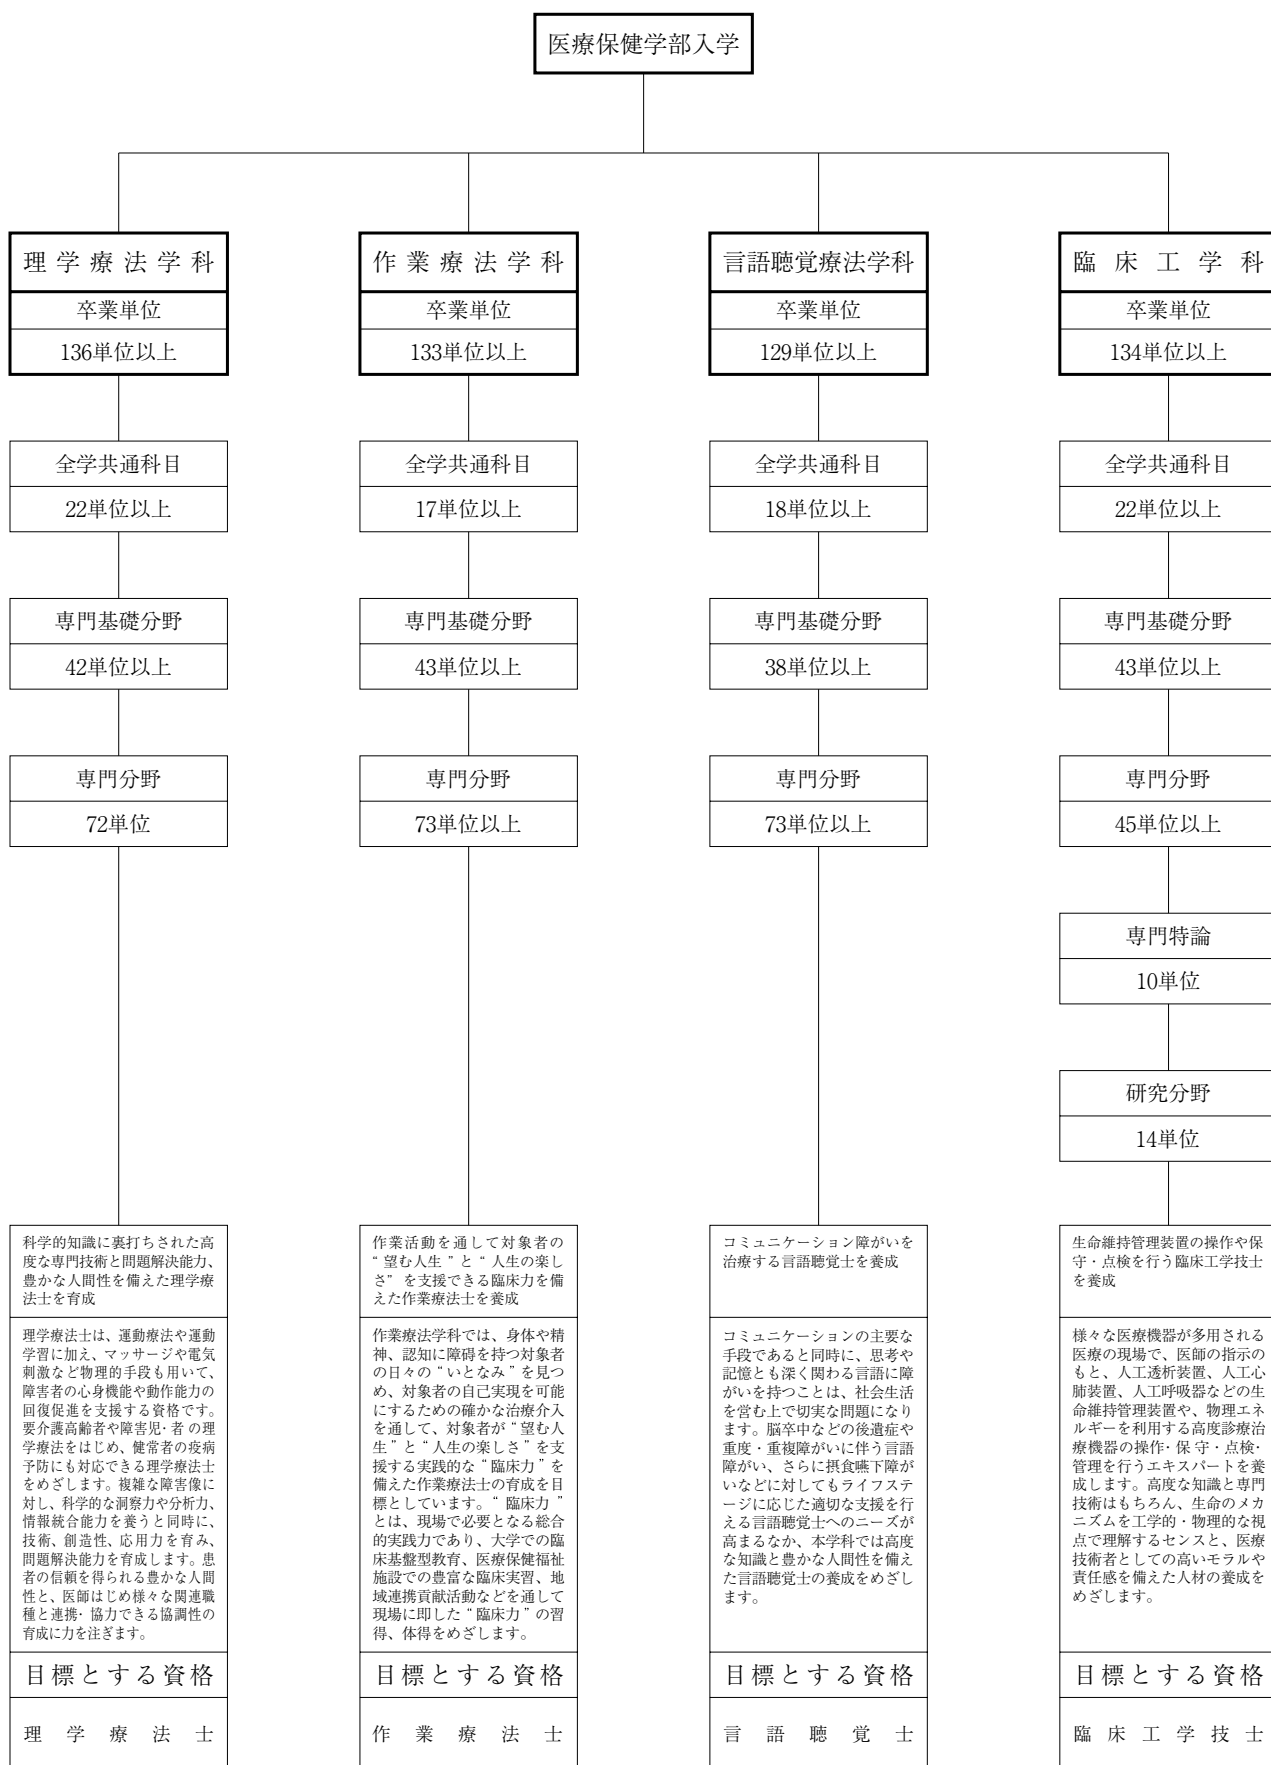 医療保健学部入学
理学療法学科
卒業単位
136単位以上
全学共通科目
22単位以上
専門基礎分野
42単位以上
専門分野
72単位
科学的知識に裏打ちされた高
度な専門技術と問題解決能力、
豊かな人間性を備えた理学療
法士を育成
理学療法士は、運動療法や運動
学習に加え、マッサージや電気
刺激など物理的手段も用いて、
障害者の心身機能や動作能力の
回復促進を支援する資格です。
要介護高齢者や障害児・者の理
学療法をはじめ、健常者の疾病
予防にも対応できる理学療法士
をめざします。複雑な障害像に
対し、科学的な洞察力や分析力、
情報統合能力を養うと同時に、
技術、創造性、応用力を育み、
問題解決能力を育成します。患
者の信頼を得られる豊かな人間
性と、医師はじめ様々な関連職
種と連携・協力できる協調性の
育成に力を注ぎます。
目標とする資格
理学療法士
作業療法学科
卒業単位
133単位以上
全学共通科目
17単位以上
専門基礎分野
43単位以上
専門分野
73単位以上
作業活動を通して対象者の
“望む人生”と“人生の楽し
さ”を支援できる臨床力を備
えた作業療法士を養成
作業療法学科では、身体や精
神、認知に障碍を持つ対象者
の日々の“いとなみ”を見つ
め、対象者の自己実現を可能
にするための確かな治療介入
を通して、対象者が“望む人
生”と“人生の楽しさ”を支
援する実践的な“臨床力”を
備えた作業療法士の育成を目
標としています。“臨床力”
とは、現場で必要となる総合
的実践力であり、大学での臨
床基盤型教育、医療保健福祉
施設での豊富な臨床実習、地
域連携貢献活動などを通して
現場に即した“臨床力”の習
得、体得をめざします。
目標とする資格
作業療法士
言語聴覚療法学科
卒業単位
129単位以上
全学共通科目
18単位以上
専門基礎分野
38単位以上
専門分野
73単位以上
コミュニケーション障がいを
治療する言語聴覚士を養成
コミュニケーションの主要な
手段であると同時に、思考や
記憶とも深く関わる言語に障
がいを持つことは、社会生活
を営む上で切実な問題になり
ます。脳卒中などの後遺症や
重度・重複障がいに伴う言語
障がい、さらに摂食嚥下障が
いなどに対してもライフステ
ージに応じた適切な支援を行
える言語聴覚士へのニーズが
高まるなか、本学科では高度
な知識と豊かな人間性を備え
た言語聴覚士の養成をめざし
ます。
目標とする資格
言語聴覚士
臨床工学科
卒業単位
134単位以上
全学共通科目
22単位以上
専門基礎分野
43単位以上
専門分野
45単位以上
専門特論
10単位
研究分野
14単位
生命維持管理装置の操作や保
守・点検を行う臨床工学技士
を養成
様々な医療機器が多用される
医療の現場で、医師の指示の
もと、人工透析装置、人工心
肺装置、人工呼吸器などの生
命維持管理装置や、物理エネ
ルギーを利用する高度診療治
療機器の操作・保守・点検・
管理を行うエキスパートを養
成します。高度な知識と専門
技術はもちろん、生命のメカ
ニズムを工学的・物理的な視
点で理解するセンスと、医療
技術者としての高いモラルや
責任感を備えた人材の養成を
めざします。
目標とする資格
臨床工学技士